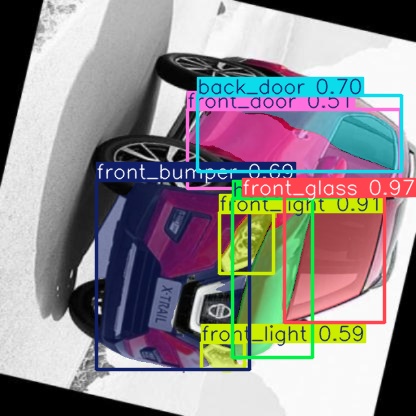 back_door 0.70
front_door 0.51
front_bumper 0.69
front_glass 0.97
front_light 0.91
X-TRAIL
front_light 0.59